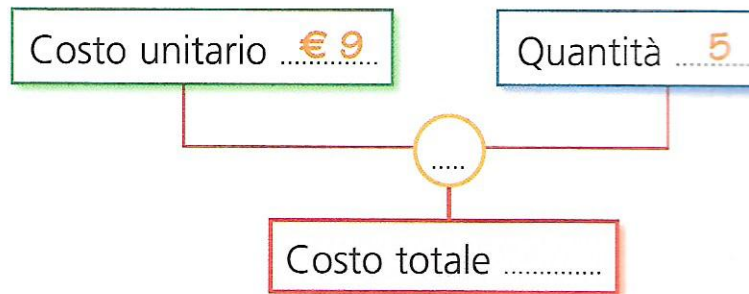 Costo unitario € 9
Quantità 5
.....
Costo totale .............